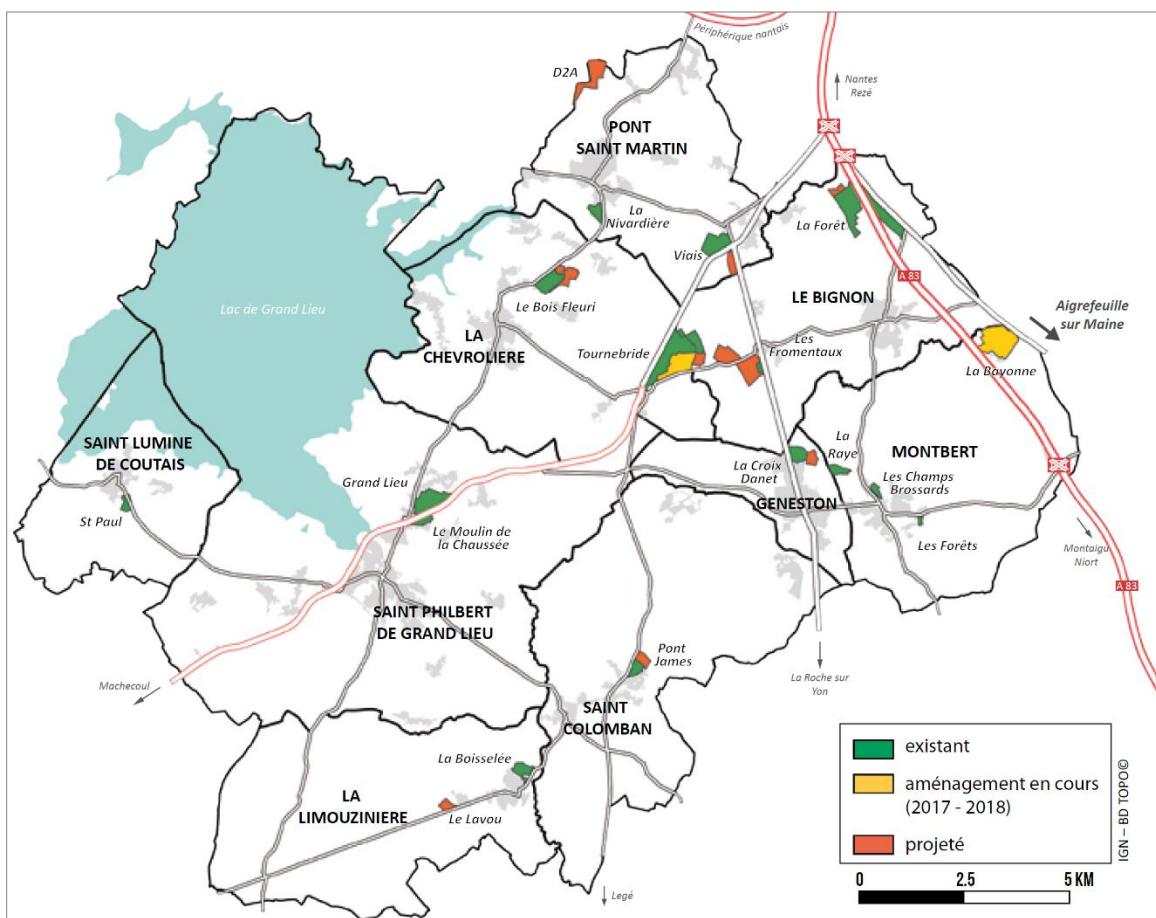 Périphérique nantais
D2A
Nantes
Rezé
PONT
SAINT MARTIN
La
Nivardière
La Forêt
Viais
A 83
Le Bois Fleuri
LE BIGNON
Lac de Grand Lieu
Aigrefeuille
sur Maine
LA
CHEVROLIERE
Tournebride
Les
Fromentaux
La Bayonne
SAINT LUMINE
DE COUTAIS
La
Raye
MONTBERT
Grand Lieu
La Croix
Danet
Les Champs
Brossards
GENESTON
St Paul
Le Moulin de
la Chaussée
Les Forêts
Montaigu
Niort
A 83
SAINT PHILBERT
DE GRAND LIEU
Pont
James
Machecoul
La Roche sur
Yon
SAINT
COLOMBAN
La Boisselée
LA
LIMOUZINIERE
Le Lavou
Legé
existant
aménagement en cours
(2017 - 2018)
projeté
IGN – BD TOPO©
0 2.5 5 KM